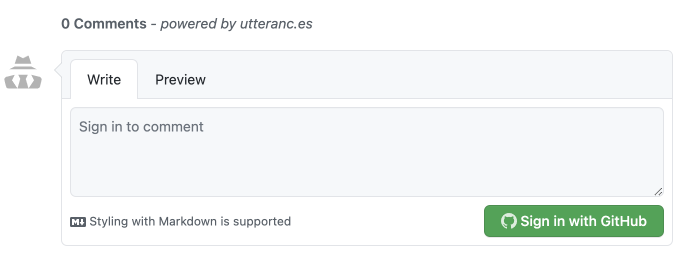 0 Comments - powered by utteranc.es
Write
Preview
Sign in to comment
Styling with Markdown is supported
Sign in with GitHub